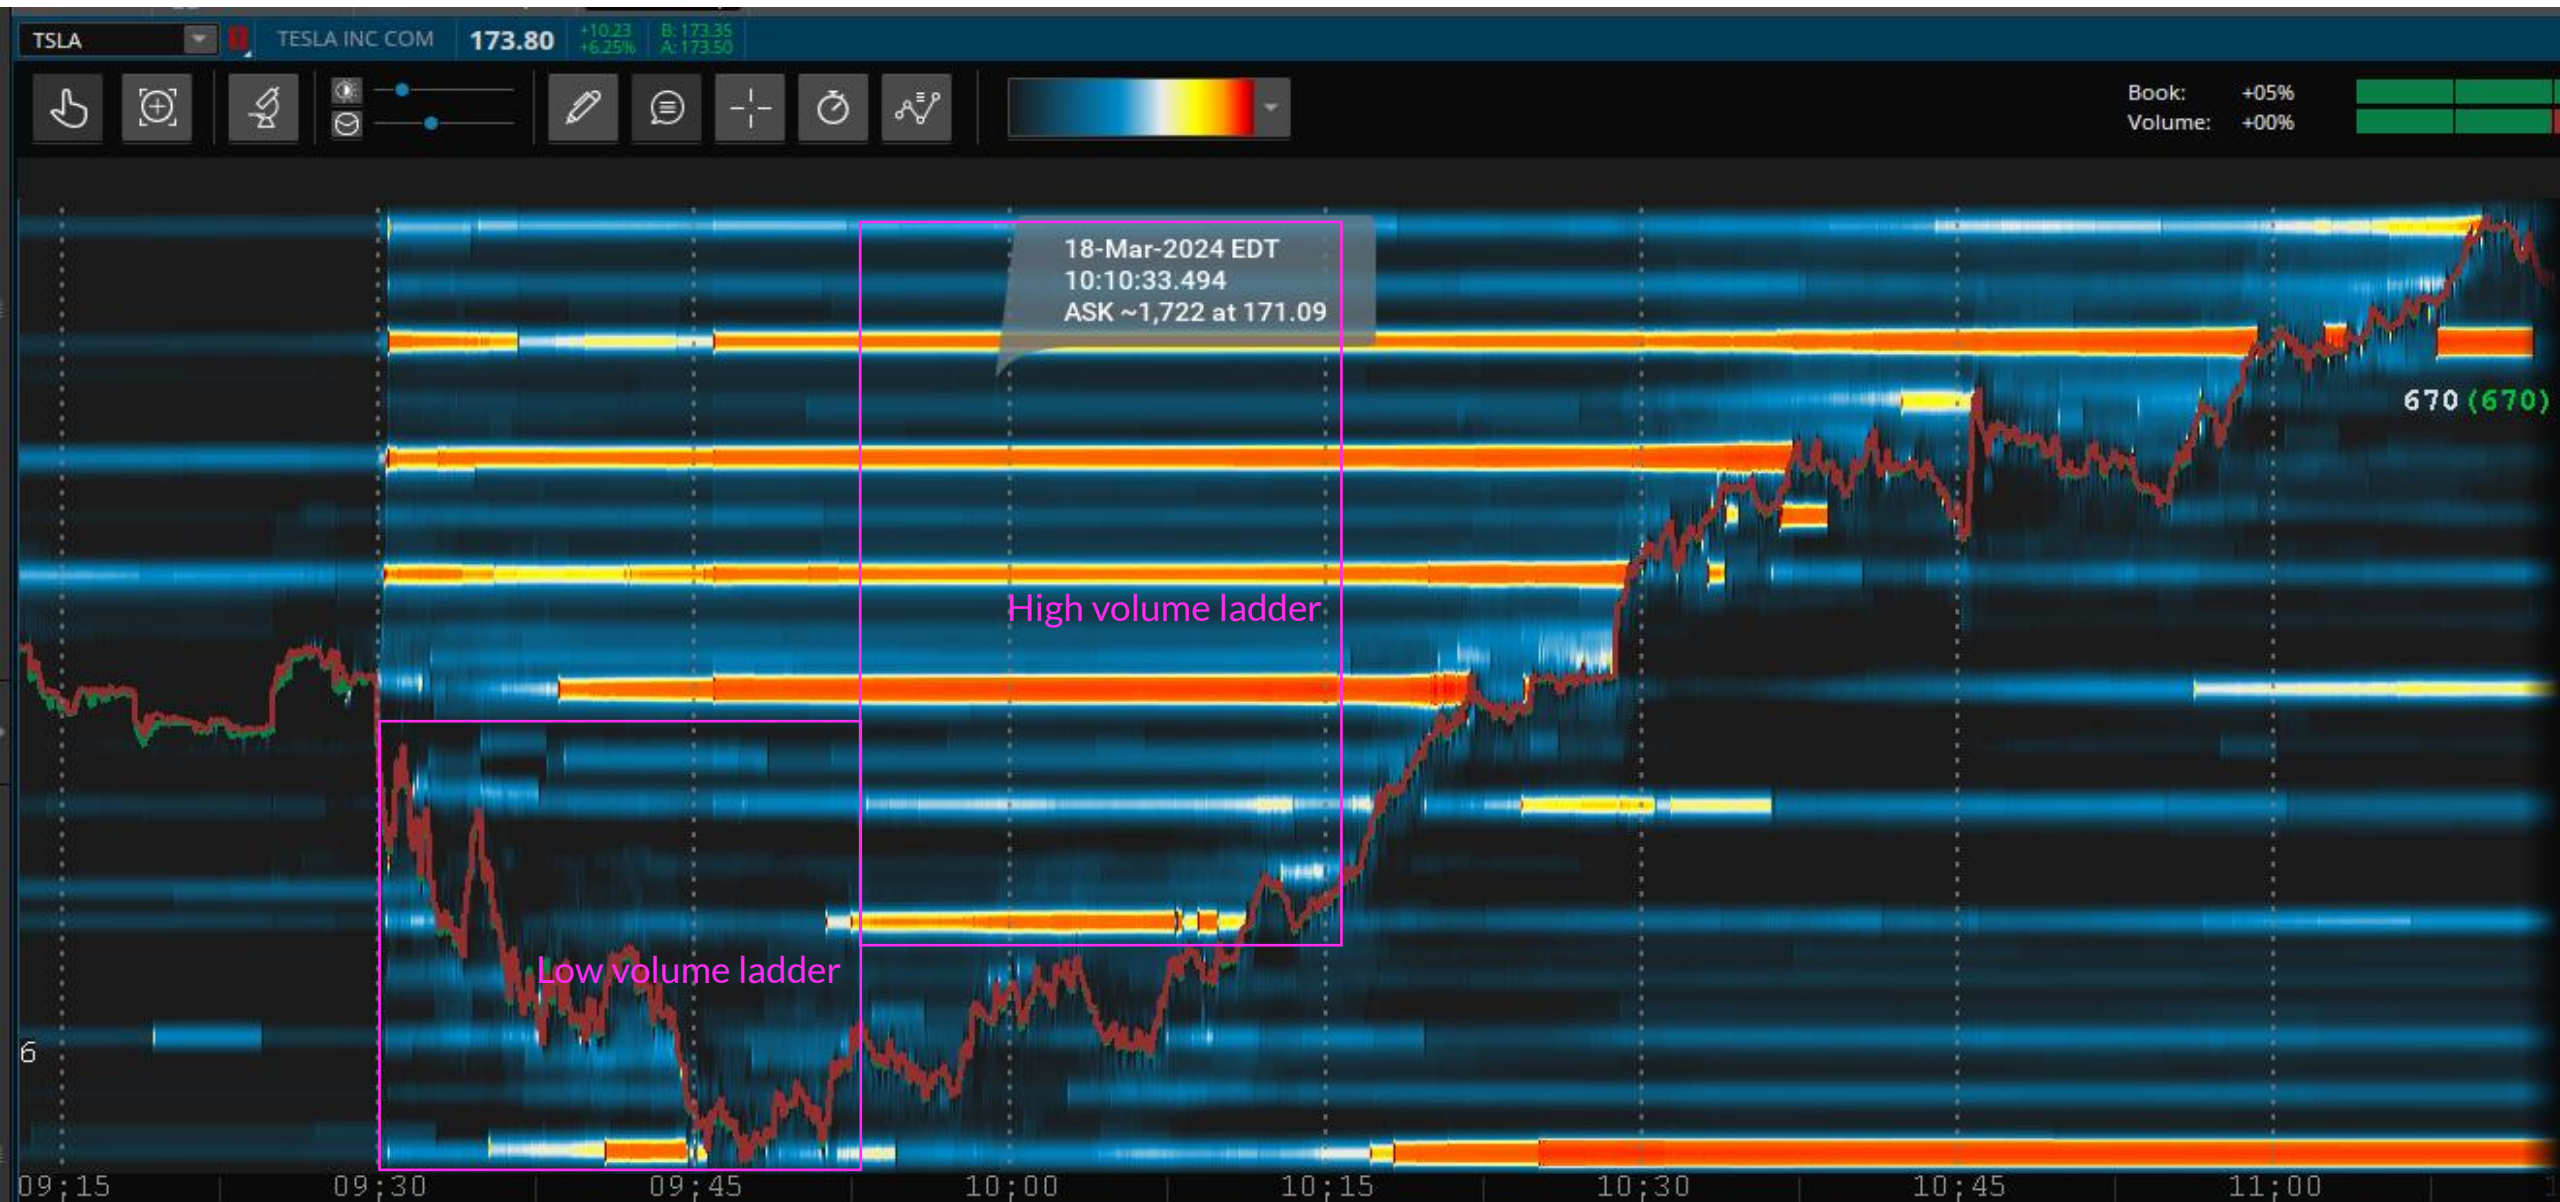 TSLA
TESLA INC COM
173.80
+10.23
+6.25%
B: 173.35
A: 173.50
Book: +05%
Volume: +00%
18-Mar-2024 EDT
10:10:33.494
ASK ~1,722 at 171.09
670 (670)
High volume ladder
Low volume ladder
6
09:15 09:30 09:45 10:00 10:15 10:30 10:45 11:00